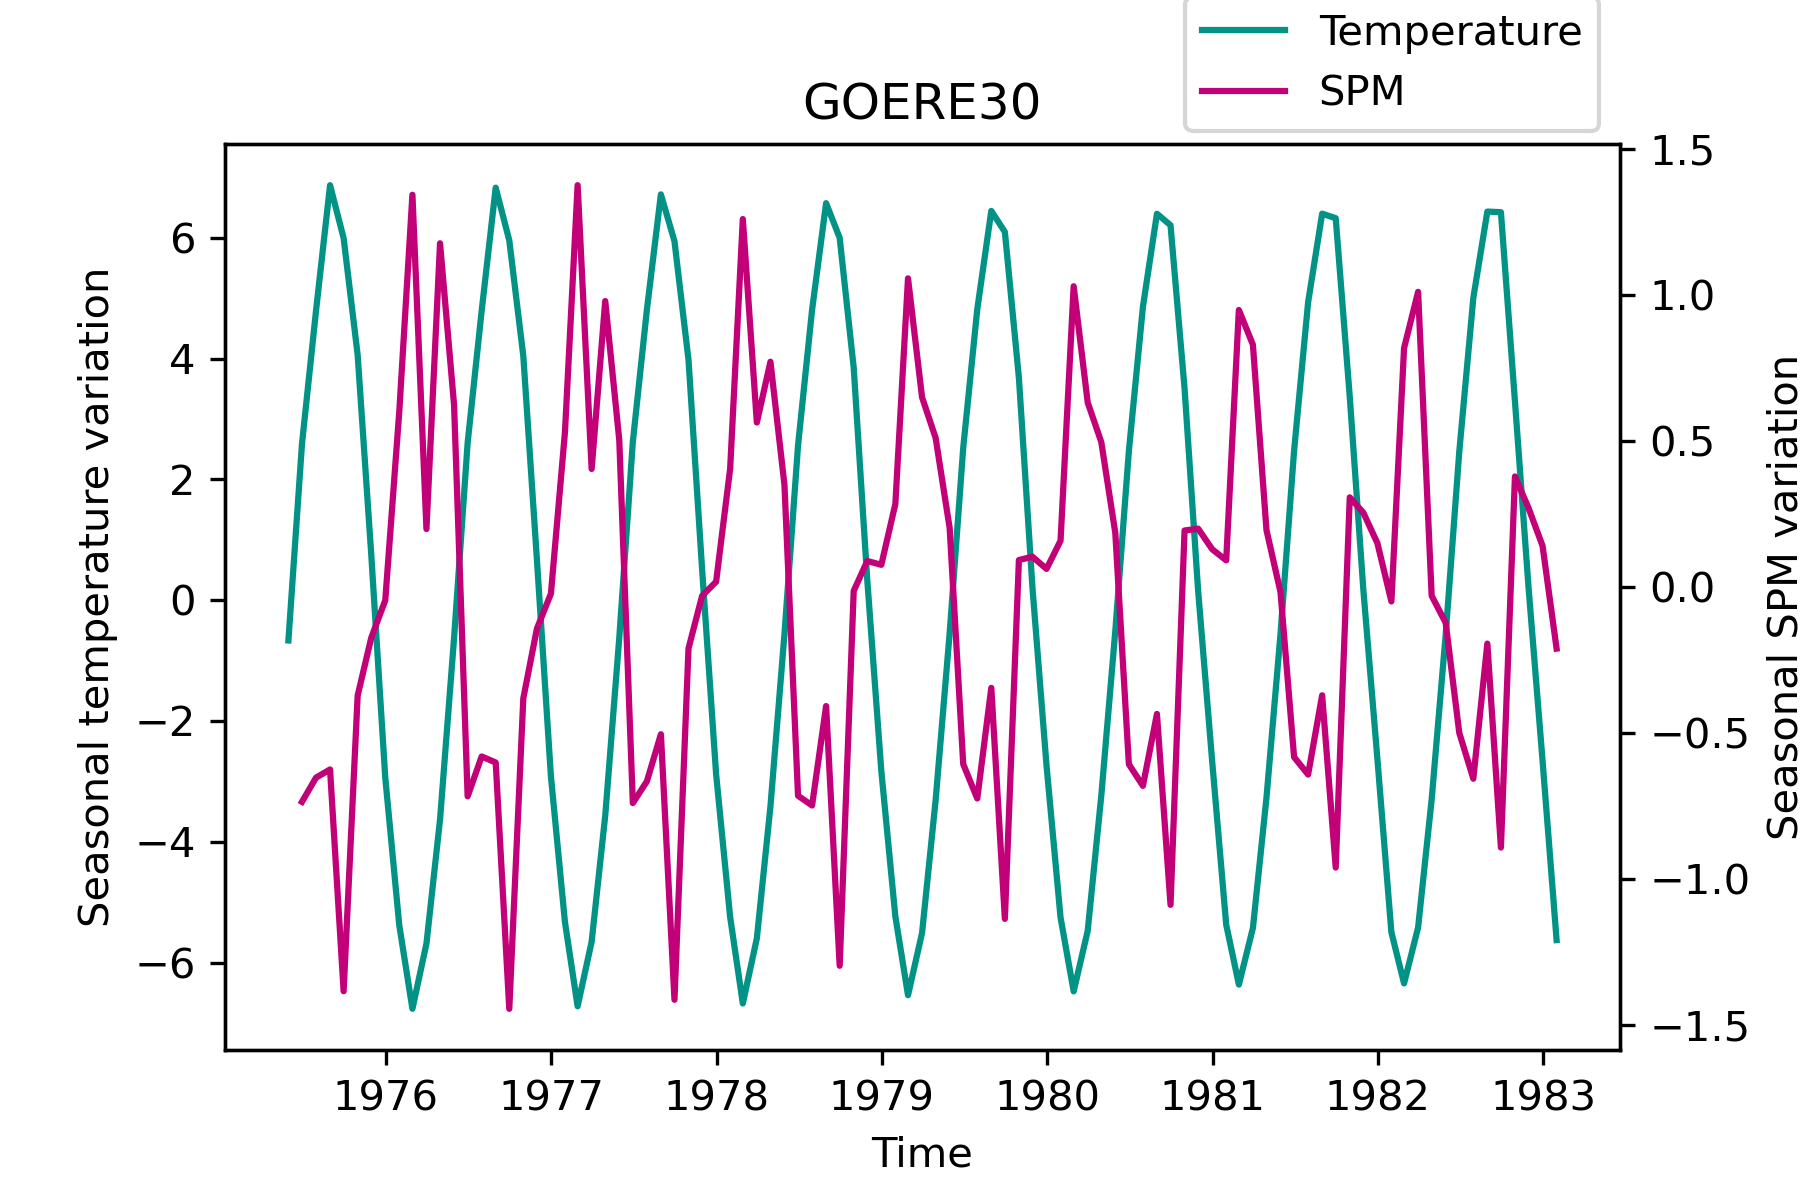 Temperature
SPM
GOERE30
Seasonal temperature variation
6
4
2
0
−2
−4
−6
1.5
1.0
0.5
0.0
−0.5
−1.0
−1.5
Seasonal SPM variation
1976 1977 1978 1979 1980 1981 1982 1983
Time